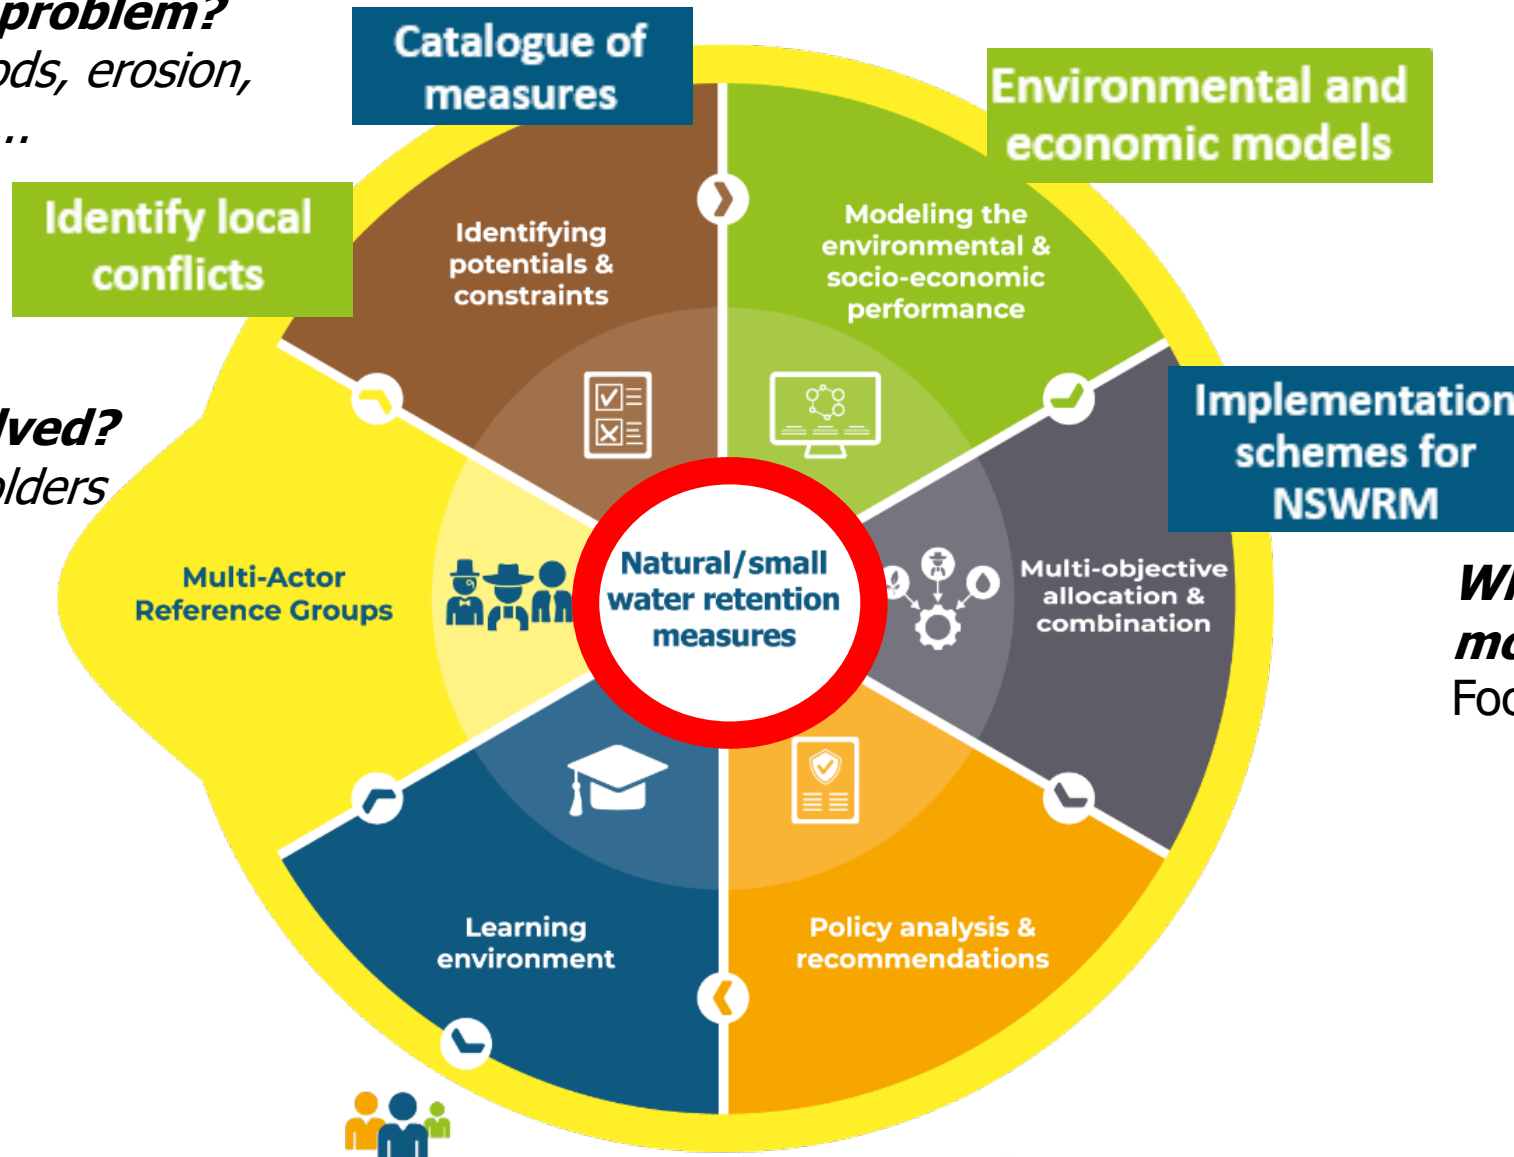 problem?
ods, erosion,
...
Catalogue of
measures
Environmental and
economic models
Identify local
conflicts
Identifying
potentials &
constraints
Modeling the
environmental &
socio-economic
performance
Implementation
schemes for
NSWRM
lved?
olders
Multi-Actor
Reference Groups
Natural/small
water retention
measures
Multi-objective
allocation &
combination
Learning
environment
Policy analysis &
recommendations